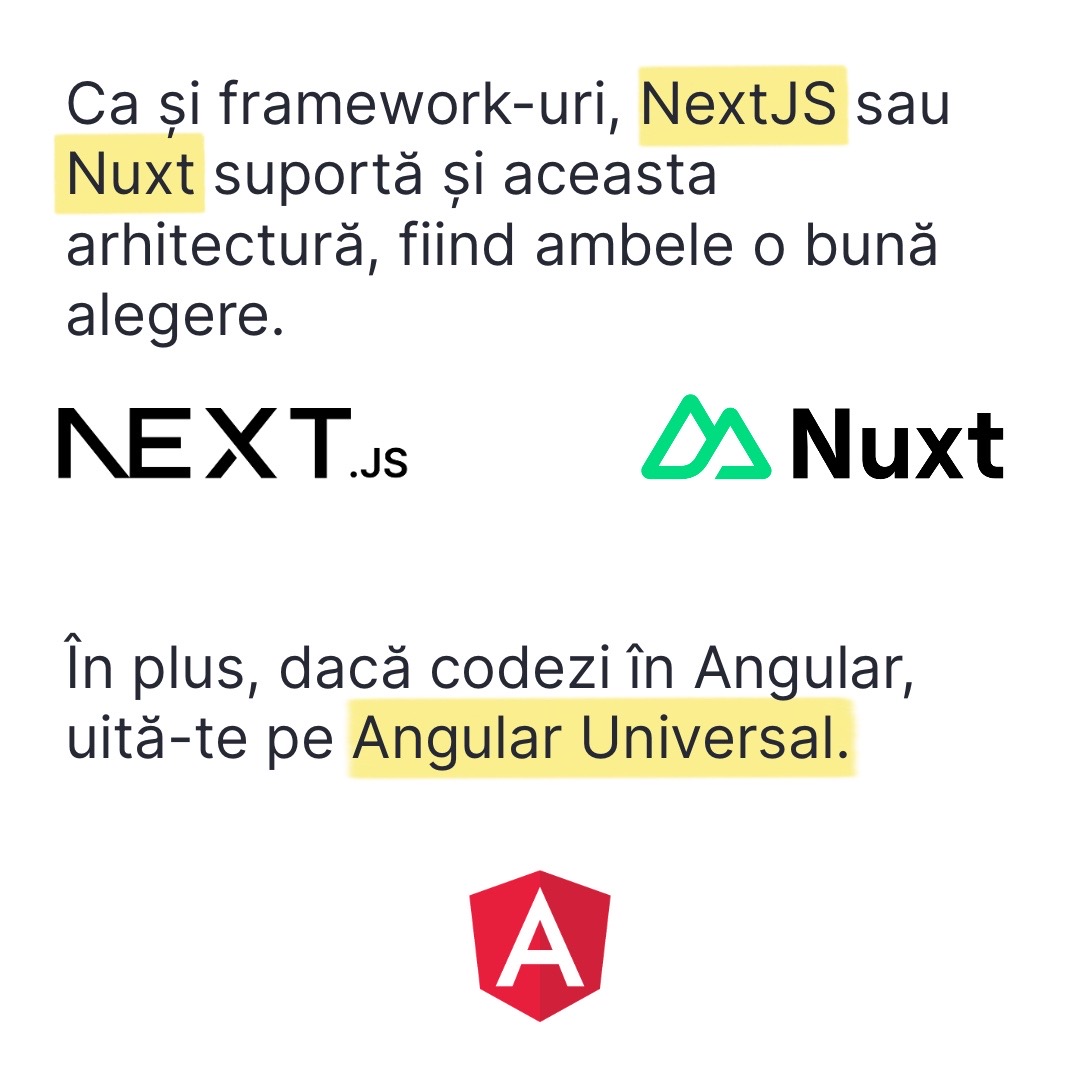 Ca și framework-uri, NextJS sau
Nuxt suportă și aceasta
arhitectură, fiind ambele o bună
alegere.
NEXT.JS
Nuxt
În plus, dacă codezi în Angular,
uită-te pe Angular Universal.
A